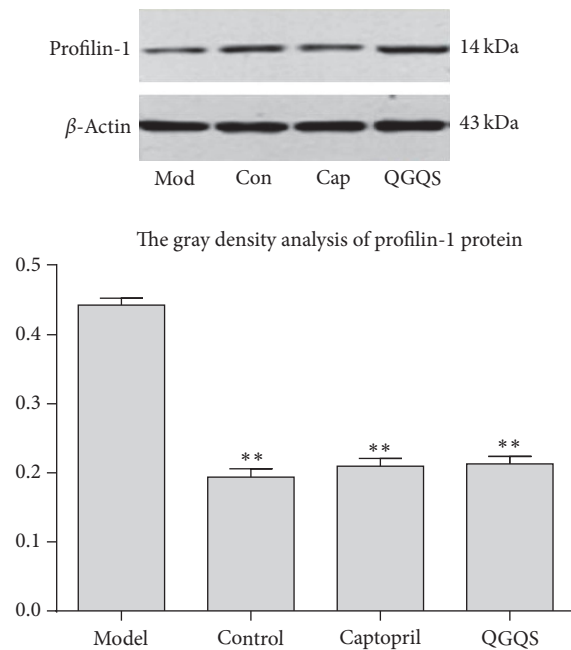 Profilin-1 14 kDa
β-Actin 43 kDa
Mod Con Cap QGQS
The gray density analysis of profilin-1 protein
0.5
0.4
0.3
0.2
0.1
0.0
** ** **
Model Control Captopril QGQS